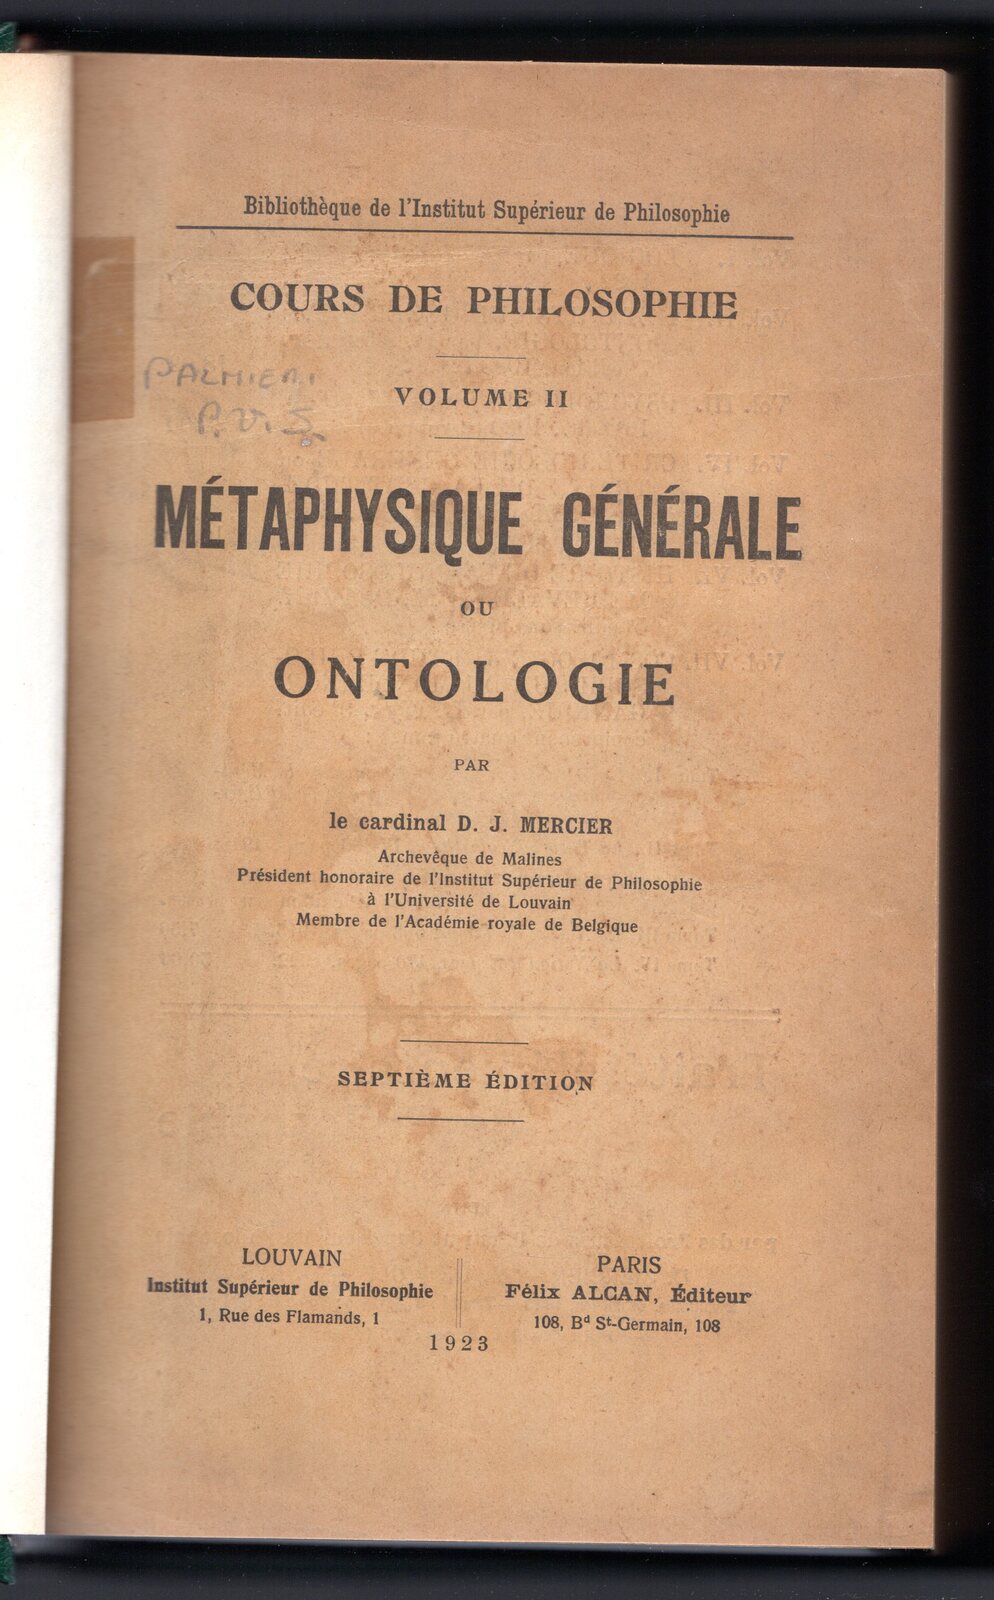 Bibliothèque de l'Institut Supérieur de Philosophie
COURS DE PHILOSOPHIE
VOLUME II
PALMIERI
P.V.S.
MÉTAPHYSIQUE GÉNÉRALE
OU
ONTOLOGIE
PAR
le cardinal D. J. MERCIER
Archevêque de Malines
Président honoraire de l'Institut Supérieur de Philosophie
à l'Université de Louvain
Membre de l'Académie royale de Belgique
SEPTIÈME ÉDITION
LOUVAIN
Institut Supérieur de Philosophie
1, Rue des Flamands, 1
PARIS
Félix ALCAN, Éditeur
108, Bd St-Germain, 108
1923